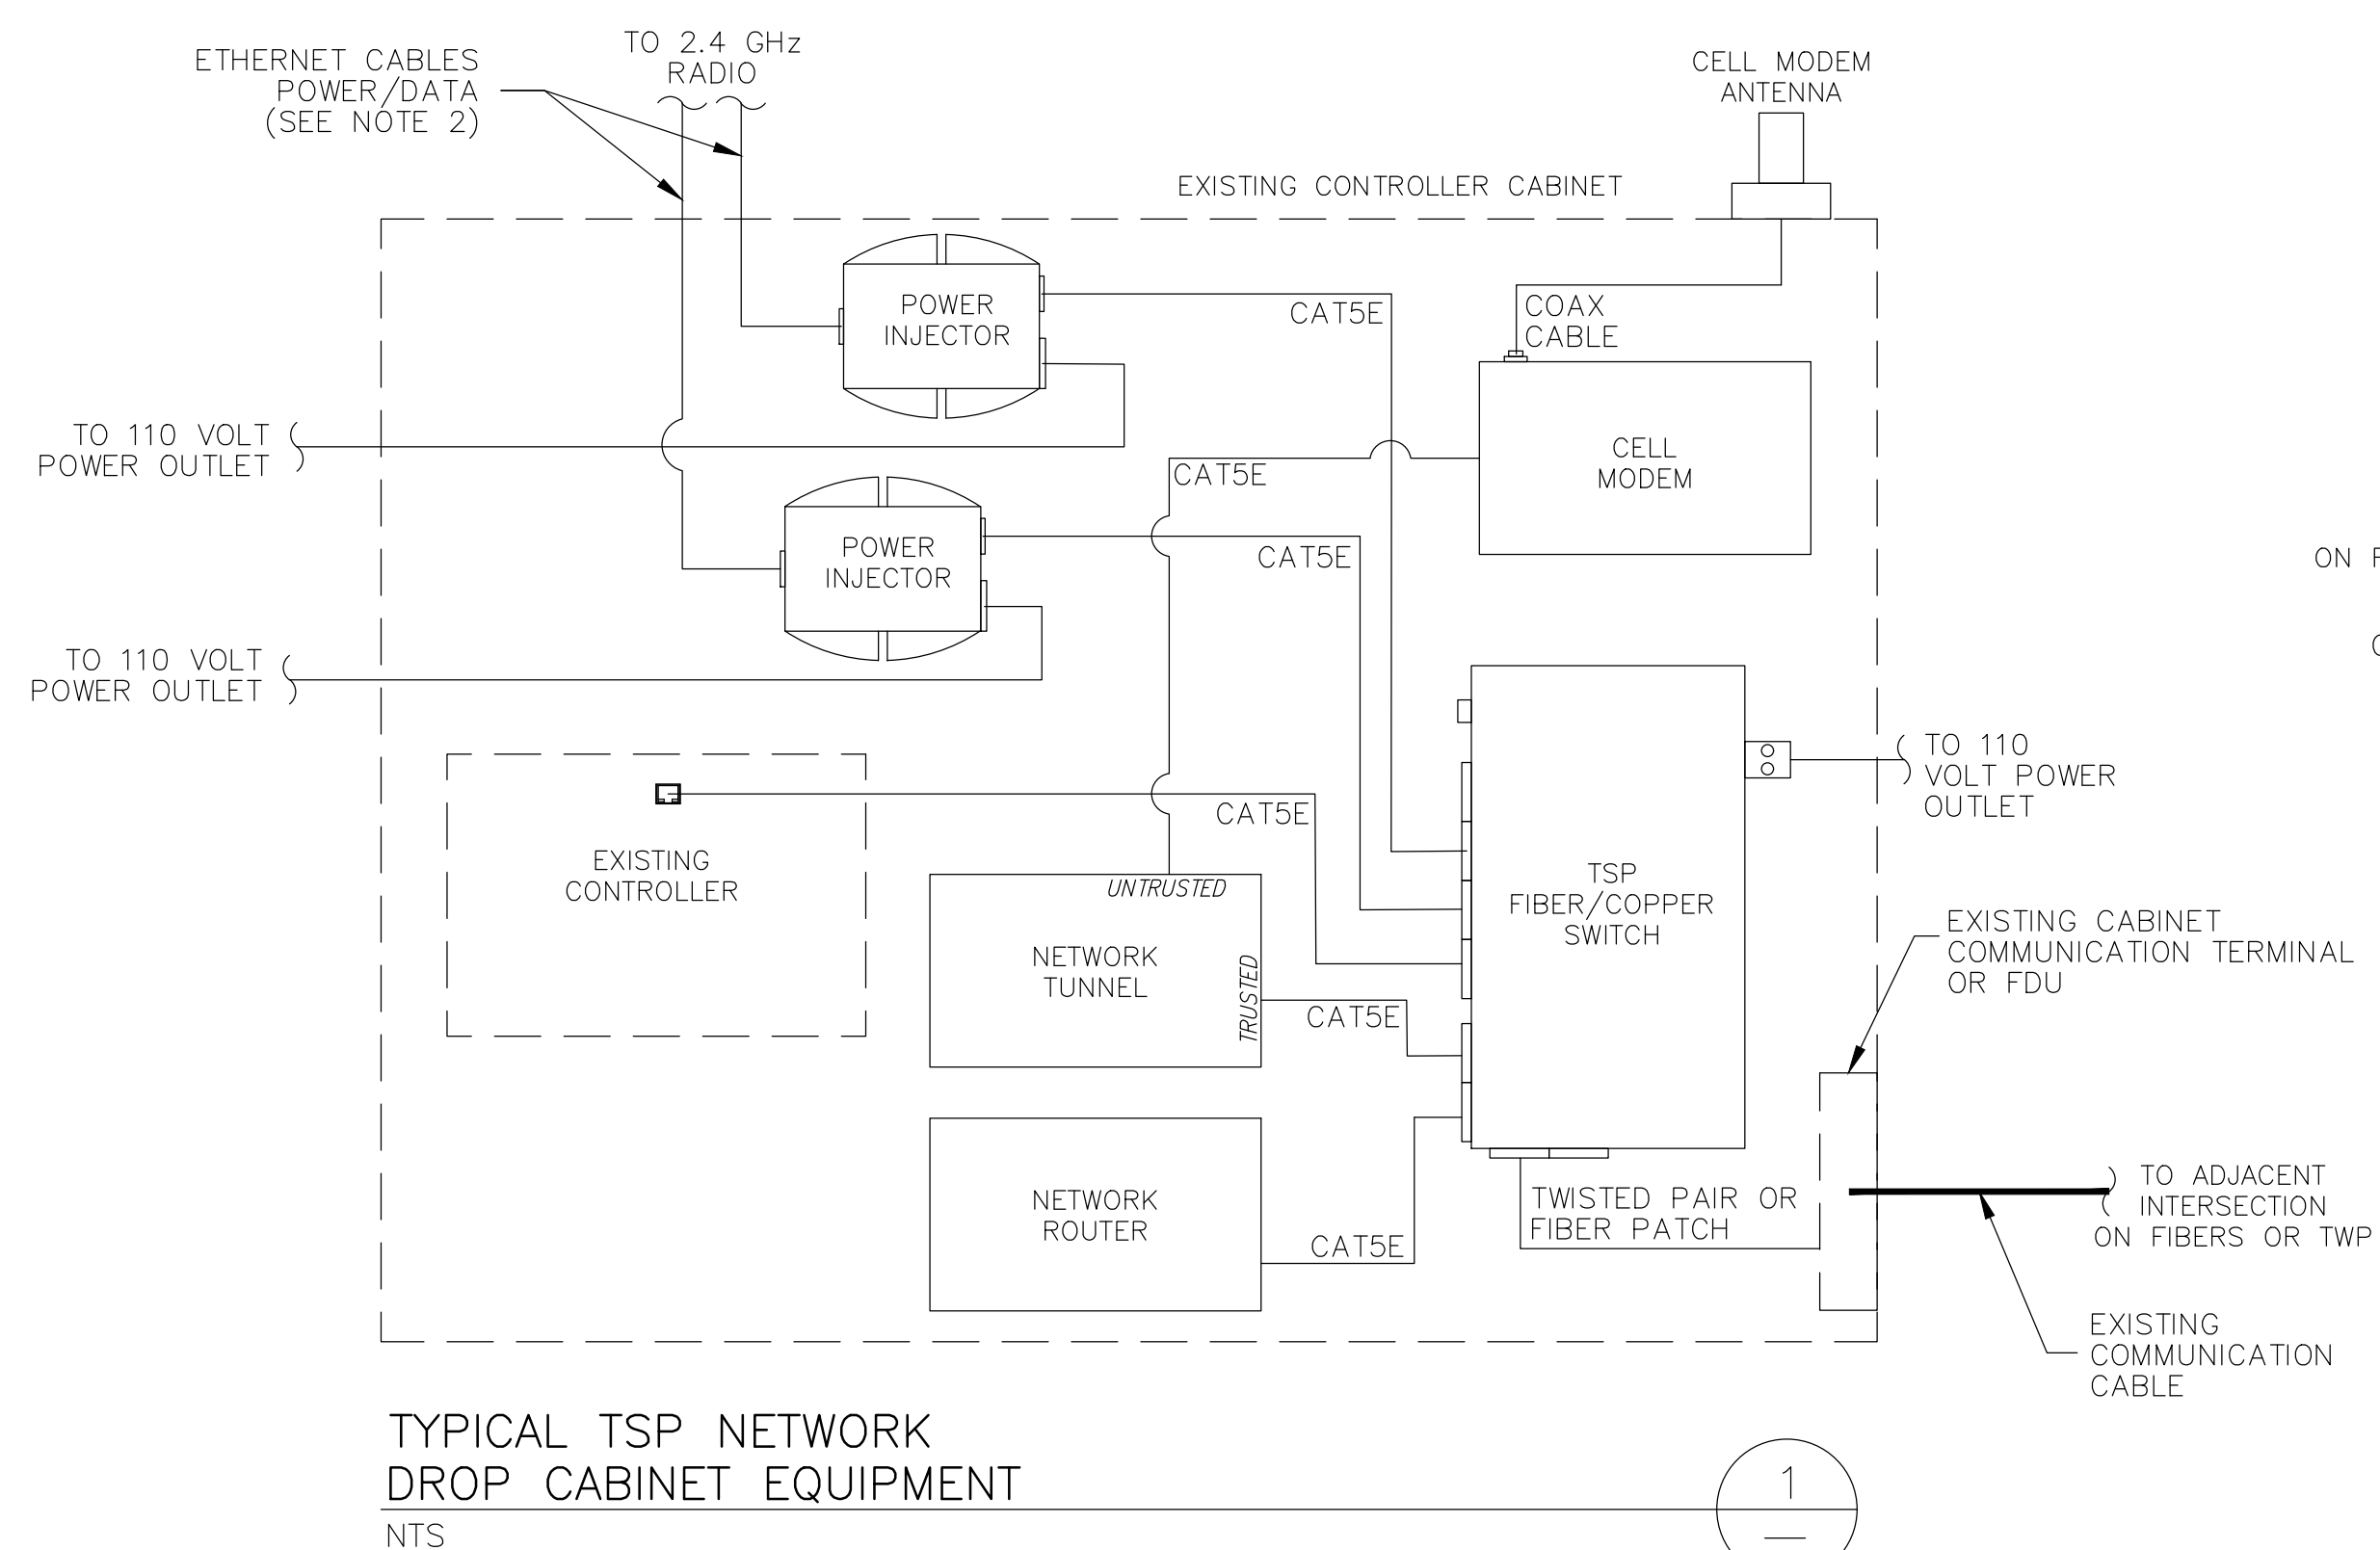 ETHERNET CABLES
POWER/DATA
(SEE NOTE 2)
TO 2.4 GHz
RADIO
CELL MODEM
ANTENNA
EXISTING CONTROLLER CABINET
POWER
INJECTOR
CAT5E
COAX
CABLE
TO 110 VOLT
POWER OUTLET
CAT5E
CELL
MODEM
POWER
INJECTOR
CAT5E
ON
TO 110 VOLT
POWER OUTLET
TO 110
VOLT POWER
OUTLET
CAT5E
EXISTING
CONTROLLER
TSP
FIBER/COPPER
SWITCH
UNTRUSTED
NETWORK
TUNNEL
TRUSTED
CAT5E
EXISTING CABINET
COMMUNICATION TERMINAL
OR FDU
NETWORK
ROUTER
CAT5E
TWISTED PAIR OR
FIBER PATCH
TO ADJACENT
INTERSECTION
ON FIBERS OR TWP
EXISTING
COMMUNICATION
CABLE
TYPICAL TSP NETWORK
DROP CABINET EQUIPMENT
NTS
1
—